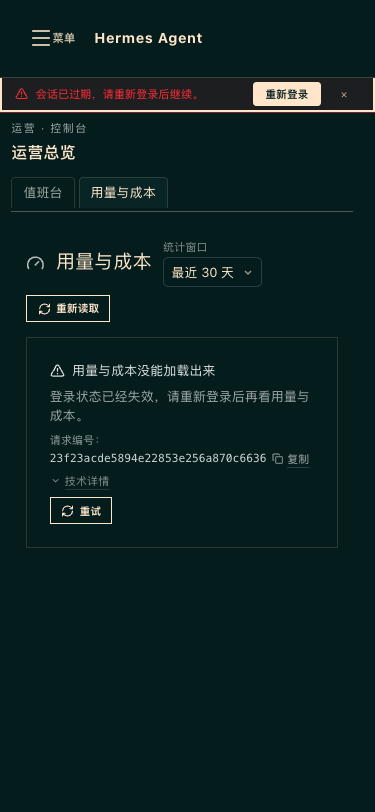 菜单 Hermes Agent
会话已过期，请重新登录后继续。 重新登录 ×
运营 · 控制台
运营总览
值班台 用量与成本
用量与成本
统计窗口
最近 30 天
重新读取
用量与成本没能加载出来
登录状态已经失效，请重新登录后再看用量与
成本。
请求编号：
23f23acde5894e22853e256a870c6636 复制
技术详情
重试